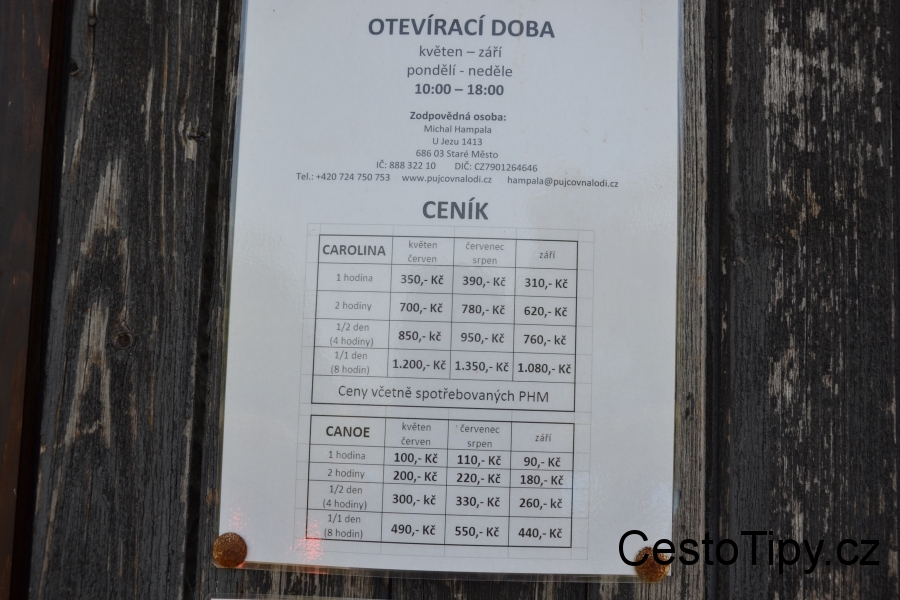 OTEVÍRACÍ DOBA
květen – září
pondělí - neděle
10:00 – 18:00
Zodpovědná osoba:
Michal Hampala
U Jezu 1413
686 03 Staré Město
IČ: 888 322 10 DIČ: CZ7901264646
Tel.: +420 724 750 753 www.pujcovnalodi.cz hampala@pujcovnalodi.cz
CENÍK
CAROLINA květen červen červenec srpen září
1 hodina 350,- Kč 390,- Kč 310,- Kč
2 hodiny 700,- Kč 780,- Kč 620,- Kč
1/2 den (4 hodiny) 850,- kč 950,- Kč 760,- kč
1/1 den (8 hodin) 1.200,- Kč 1.350,- Kč 1.080,- Kč
Ceny včetně spotřebovaných PHM
CANOE květen červen červenec srpen září
1 hodina 100,- Kč 110,- Kč 90,- Kč
2 hodiny 200,- Kč 220,- Kč 180,- Kč
1/2 den (4 hodiny) 300,- kč 330,- Kč 260,- kč
1/1 den (8 hodin) 490,- Kč 550,- Kč 440,- Kč
CestoTipy.cz